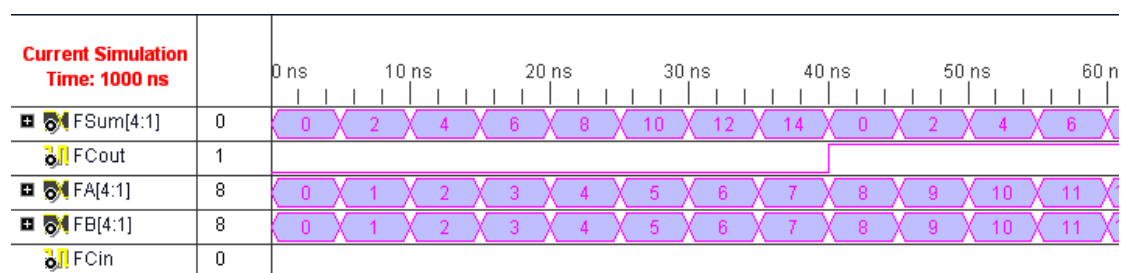 Current Simulation
Time: 1000 ns
0 ns 10 ns 20 ns 30 ns 40 ns 50 ns 60 n
FSum[4:1] 0 0 2 4 6 8 10 12 14 0 2 4 6
FCout 1
FA[4:1] 8 0 1 2 3 4 5 6 7 8 9 10 11
FB[4:1] 8 0 1 2 3 4 5 6 7 8 9 10 11
FCin 0